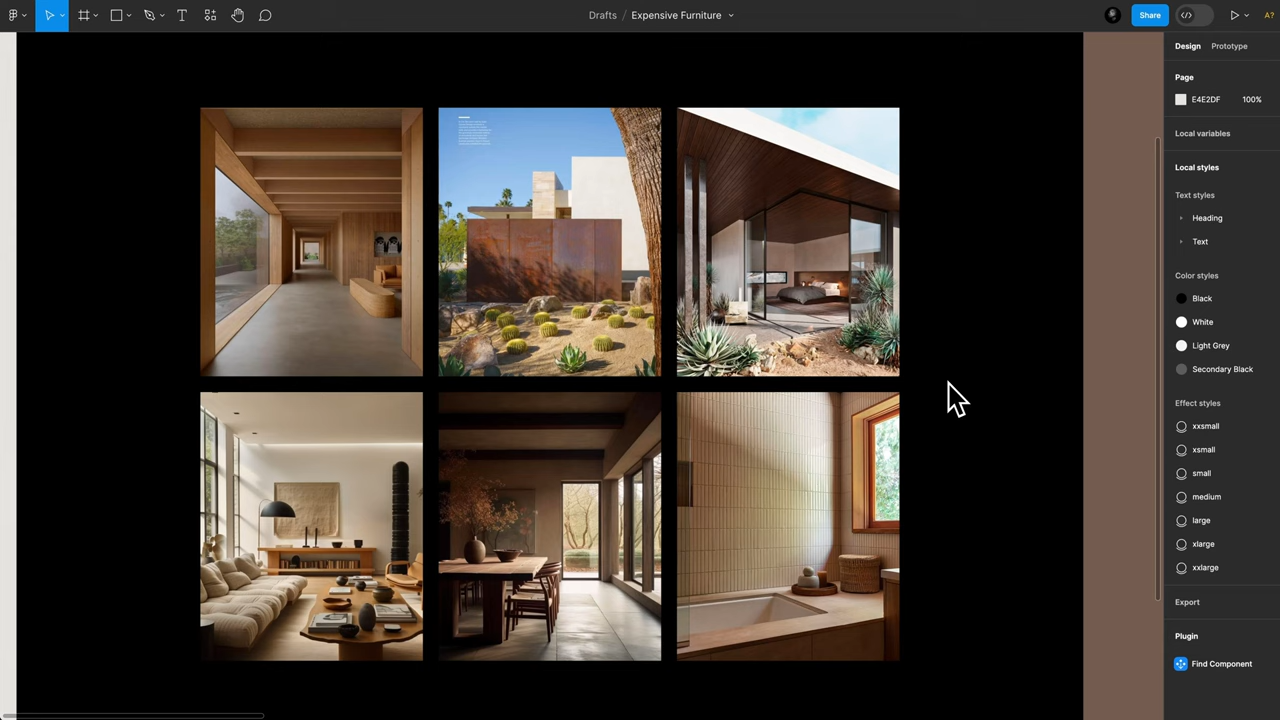 Drafts / Expensive Furniture
Share
A?
Design Prototype
Page
E4E2DF 100%
Local variables
Local styles
Text styles
Heading
Text
Color styles
Black
White
Light Grey
Secondary Black
Effect styles
xxsmall
xsmall
small
medium
large
xlarge
xxlarge
Export
Plugin
Find Component